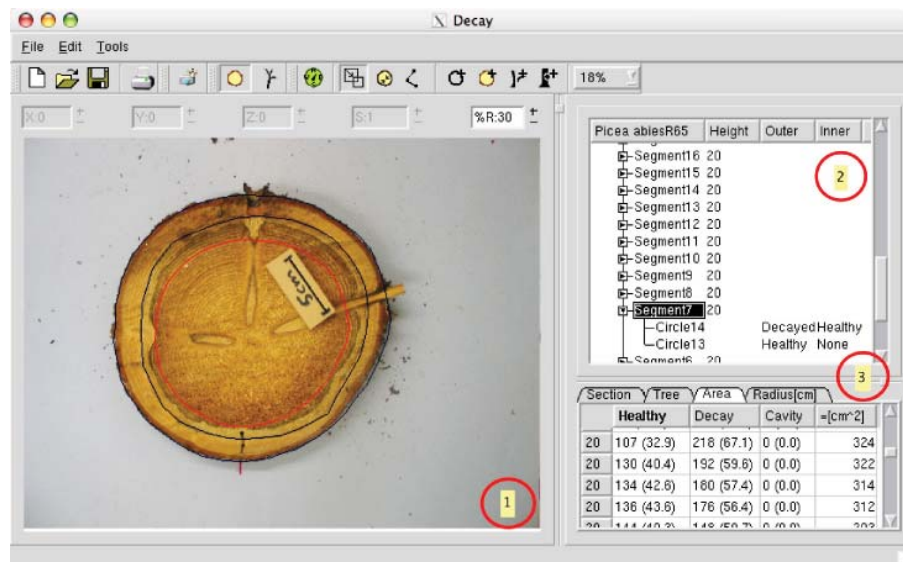 Decay
File Edit Tools
18%
X:0 Y:0 Z:0 S:1 %R:30
5cm
1
Picea abiesR65 Height Outer Inner
Segment16 20
Segment15 20
Segment14 20
Segment13 20
Segment12 20
Segment11 20
Segment10 20
Segment9 20
Segment8 20
Segment7 20
Circle14 Decayed Healthy
Circle13 Healthy None
Segment6 20
2
3
Section Tree Area Radius[cm]
Healthy Decay Cavity =[cm^2]
20 107 (32.9) 218 (67.1) 0 (0.0) 324
20 130 (40.4) 192 (59.6) 0 (0.0) 322
20 134 (42.6) 180 (57.4) 0 (0.0) 314
20 136 (43.6) 176 (56.4) 0 (0.0) 312